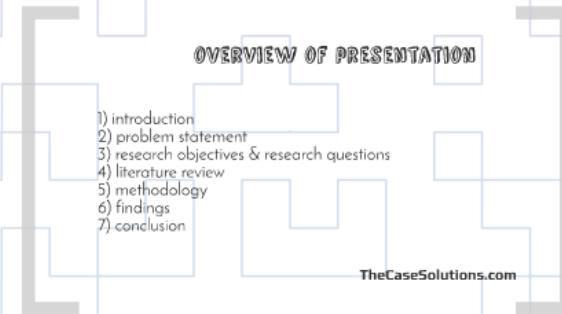 OVERVIEW OF PRESENTATION
1) introduction
2) problem statement
3) research objectives & research questions
4) literature review
5) methodology
6) findings
7) conclusion
TheCaseSolutions.com